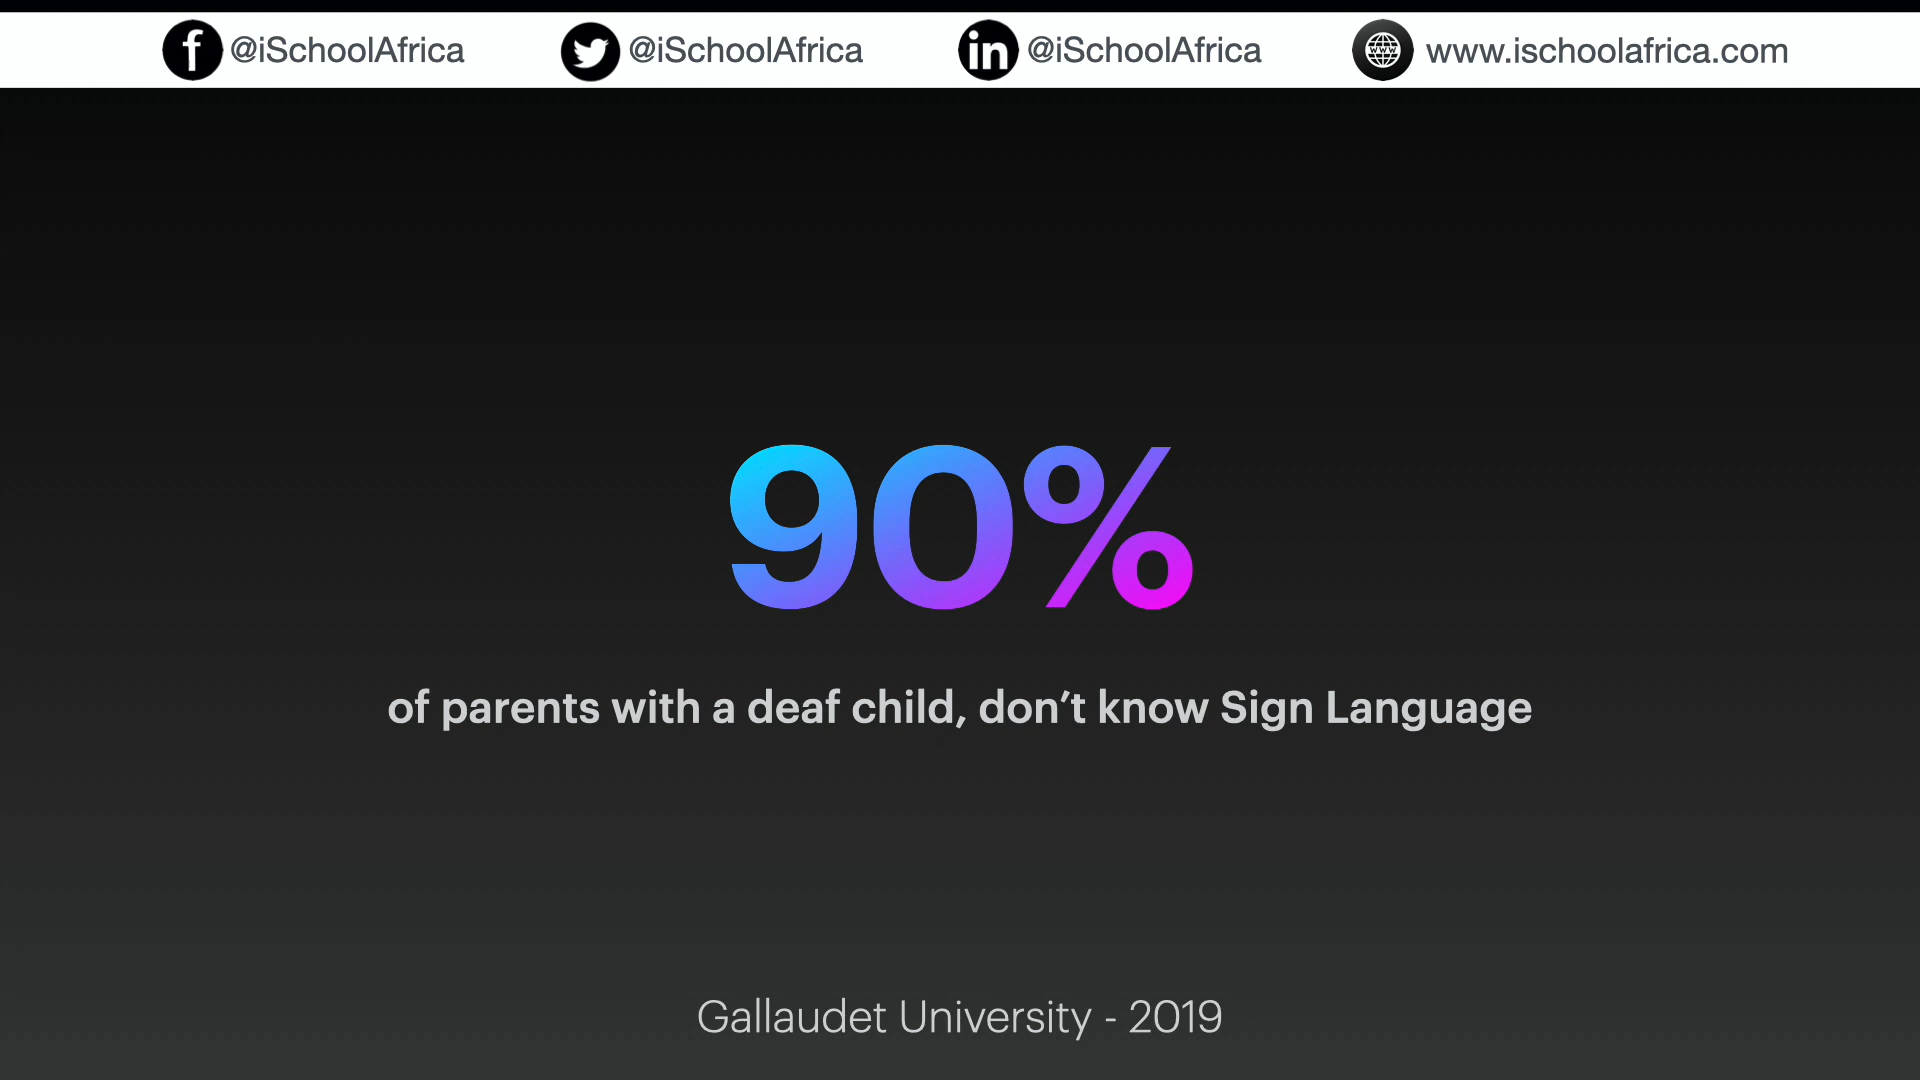 @iSchoolAfrica @iSchoolAfrica @iSchoolAfrica www.ischoolafrica.com
90%
of parents with a deaf child, don’t know Sign Language
Gallaudet University - 2019